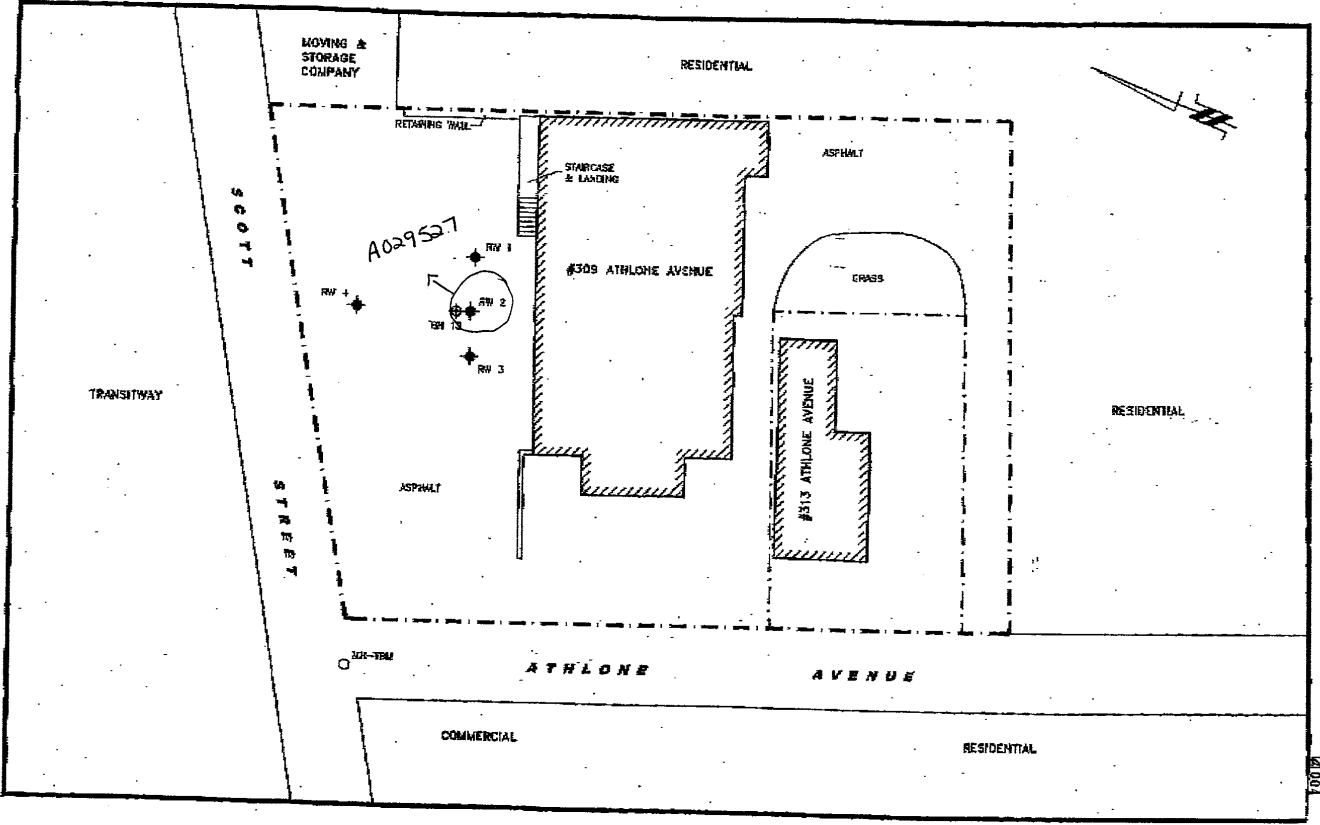 MOVING &
STORAGE
COMPANY
RESIDENTIAL
RETAINING WALL
STAIRCASE
& LANDING
ASPHALT
SCOTT
STREET
A029527
RW 1
RW 2
RW 3
RW 4
BH 13
#309 ATHLONE AVENUE
GRASS
#313 ATHLONE AVENUE
TRANSITWAY
RESIDENTIAL
ASPHALT
ATHLONE AVENUE
COMMERCIAL
RESIDENTIAL